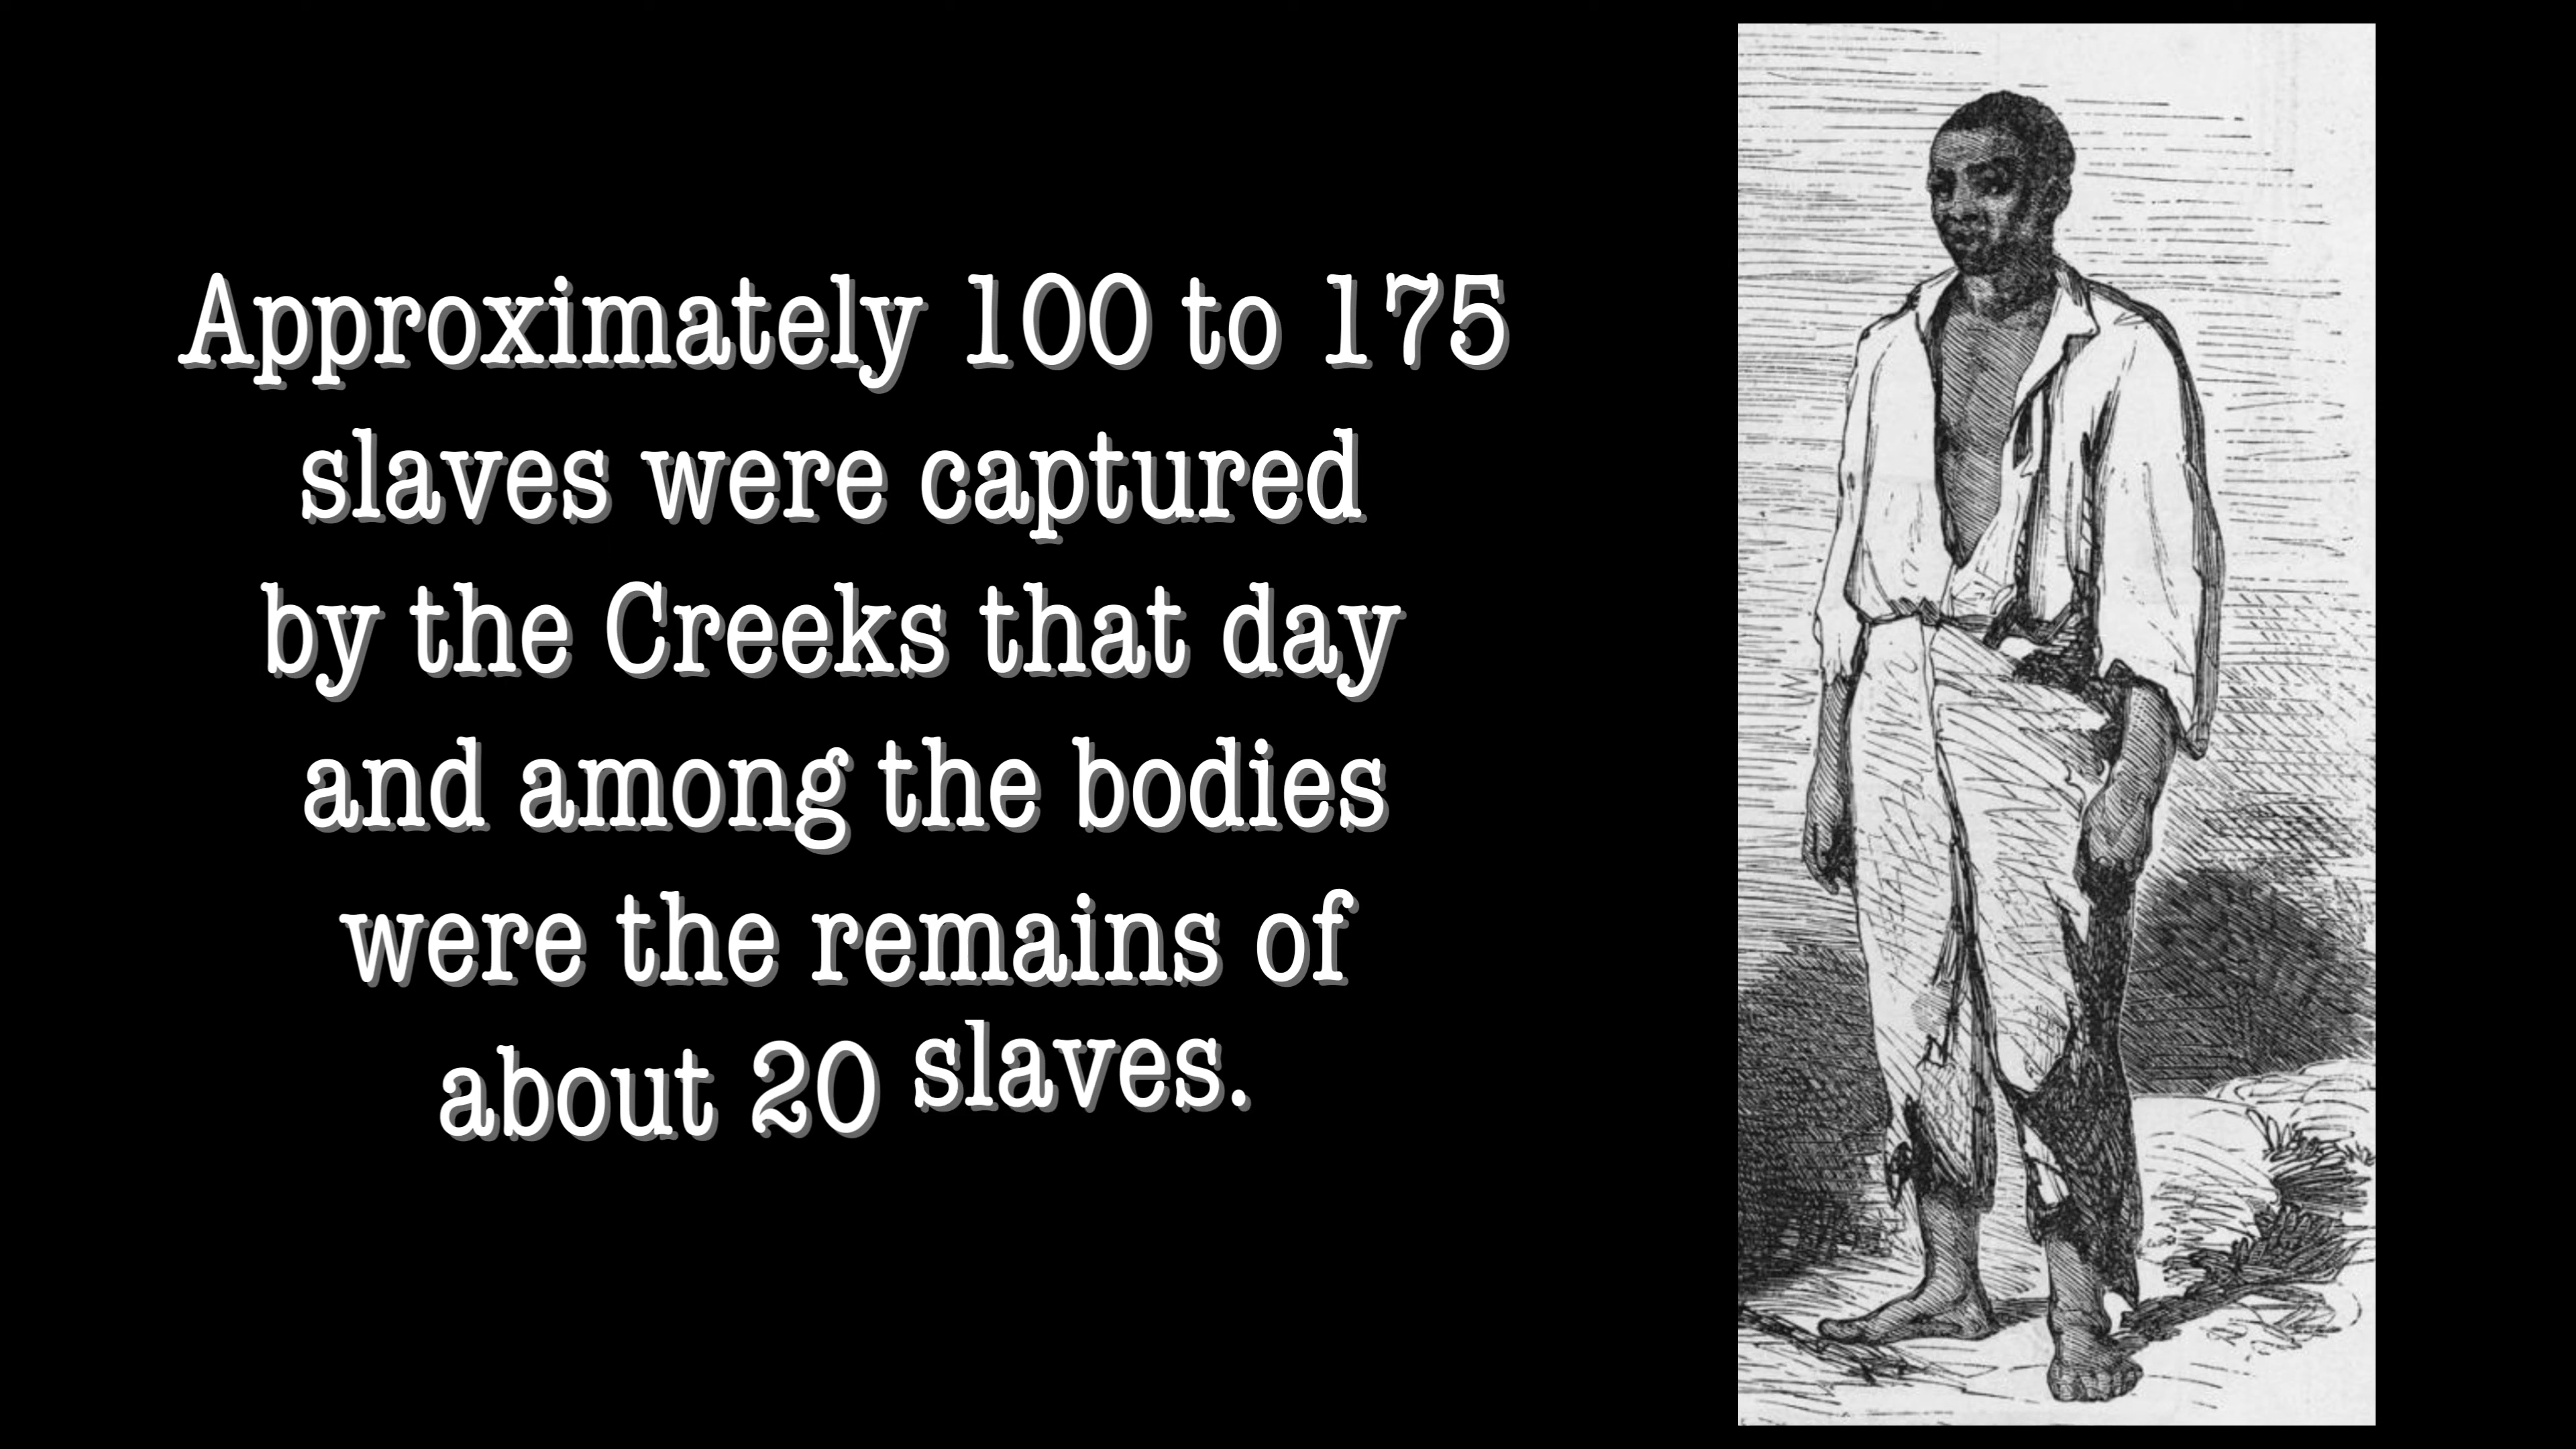 Approximately 100 to 175
slaves were captured
by the Creeks that day
and among the bodies
were the remains of
about 20 slaves.